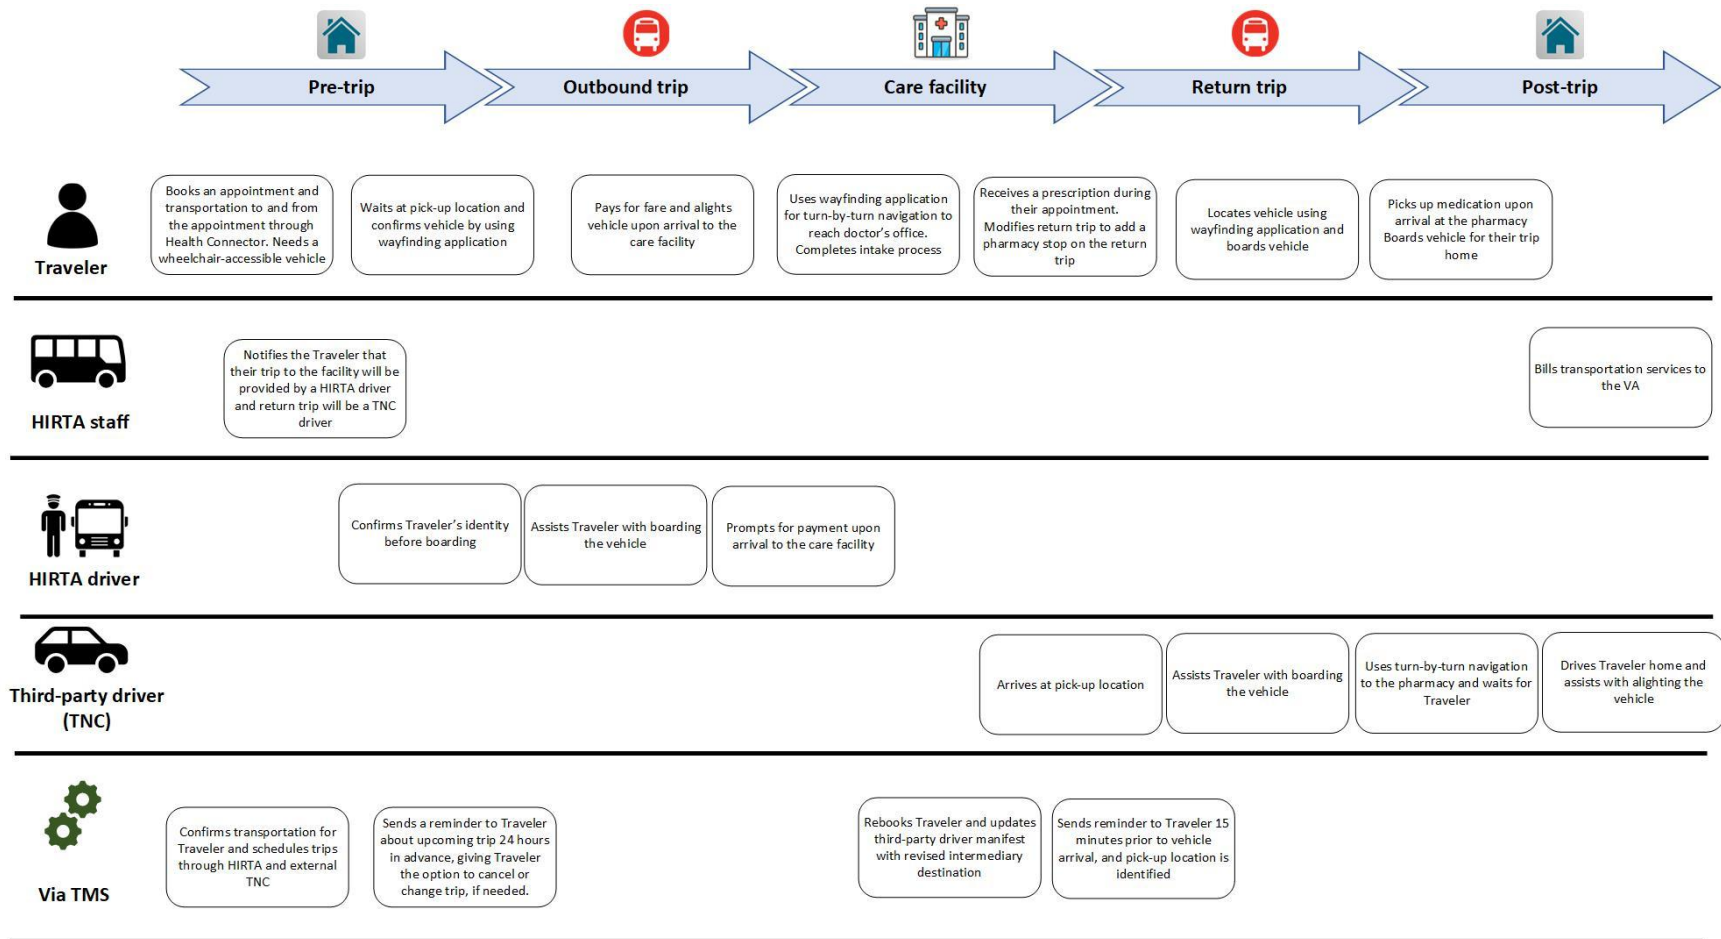 Pre-trip
Outbound trip
Care facility
Return trip
Post-trip
Traveler
Books an appointment and
transportation to and from
the appointment through
Health Connector. Needs a
wheelchair-accessible vehicle
Waits at pick-up location and
confirms vehicle by using
wayfinding application
Pays for fare and alights
vehicle upon arrival to the
care facility
Uses wayfinding application
for turn-by-turn navigation to
reach doctor's office.
Completes intake process
Receives a prescription during
their appointment.
Modifies return trip to add a
pharmacy stop on the return
trip
Locates vehicle using
wayfinding application and
boards vehicle
Picks up medication upon
arrival at the pharmacy
Boards vehicle for their trip
home
HIRTA staff
Notifies the Traveler that
their trip to the facility will be
provided by a HIRTA driver
and return trip will be a TNC
driver
Bills transportation services to
the VA
HIRTA driver
Confirms Traveler's identity
before boarding
Assists Traveler with boarding
the vehicle
Prompts for payment upon
arrival to the care facility
Third-party driver
(TNC)
Arrives at pick-up location
Assists Traveler with boarding
the vehicle
Uses turn-by-turn navigation
to the pharmacy and waits for
Traveler
Drives Traveler home and
assists with alighting the
vehicle
Via TMS
Confirms transportation for
Traveler and schedules trips
through HIRTA and external
TNC
Sends a reminder to Traveler
about upcoming trip 24 hours
in advance, giving Traveler
the option to cancel or
change trip, if needed.
Rebooks Traveler and updates
third-party driver manifest
with revised intermediary
destination
Sends reminder to Traveler 15
minutes prior to vehicle
arrival, and pick-up location is
identified